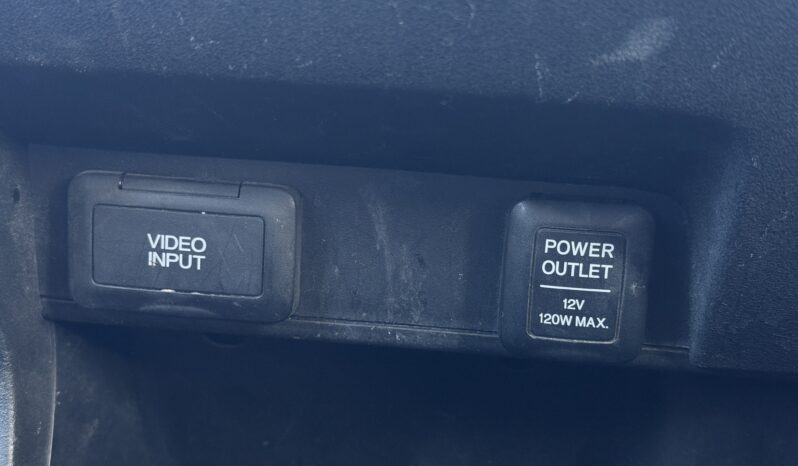 VIDEO
INPUT
POWER
OUTLET
12V
120W MAX.